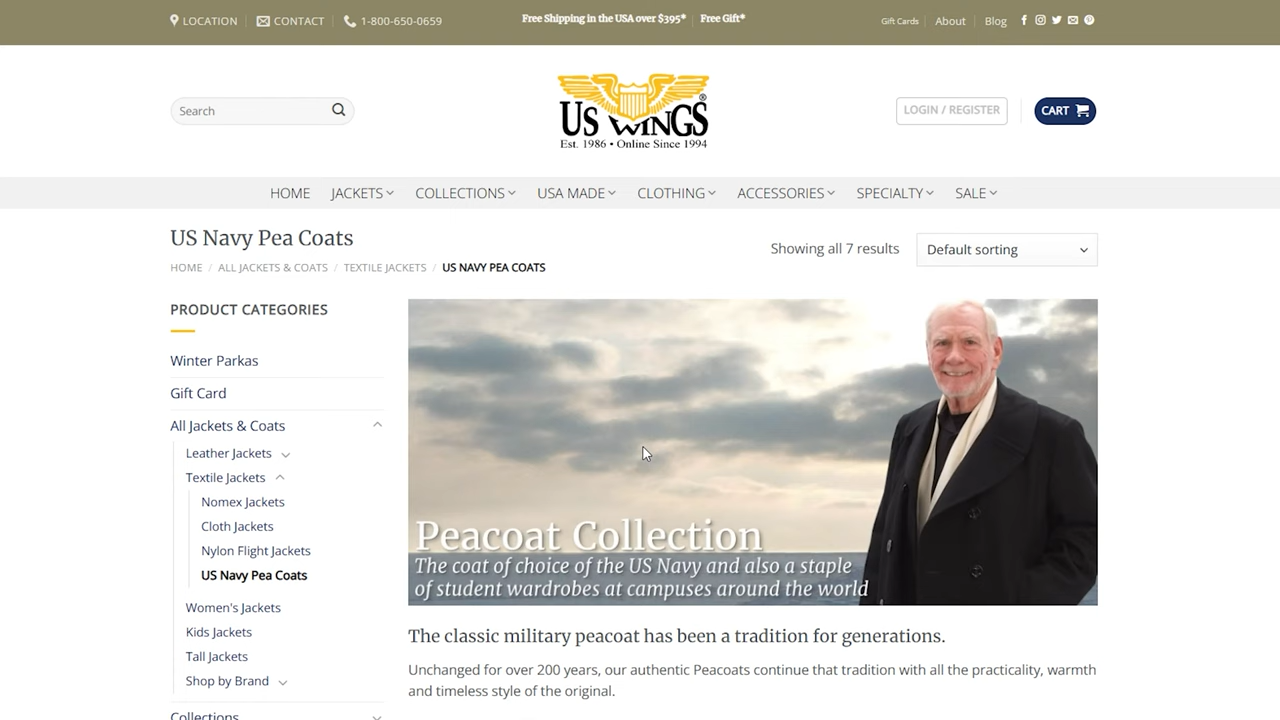 LOCATION
CONTACT
1-800-650-0659
Free Shipping in the USA over $395*
Free Gift*
Gift Cards
About
Blog
Search
US WINGS®
Est. 1986 • Online Since 1994
LOGIN / REGISTER
CART
HOME
JACKETS
COLLECTIONS
USA MADE
CLOTHING
ACCESSORIES
SPECIALTY
SALE
US Navy Pea Coats
HOME / ALL JACKETS & COATS / TEXTILE JACKETS / US NAVY PEA COATS
Showing all 7 results
Default sorting
PRODUCT CATEGORIES
Winter Parkas
Gift Card
All Jackets & Coats
Leather Jackets
Textile Jackets
Nomex Jackets
Cloth Jackets
Nylon Flight Jackets
US Navy Pea Coats
Women's Jackets
Kids Jackets
Tall Jackets
Shop by Brand
Collections
Peacoat Collection
The coat of choice of the US Navy and also a staple
of student wardrobes at campuses around the world
The classic military peacoat has been a tradition for generations.
Unchanged for over 200 years, our authentic Peacoats continue that tradition with all the practicality, warmth
and timeless style of the original.